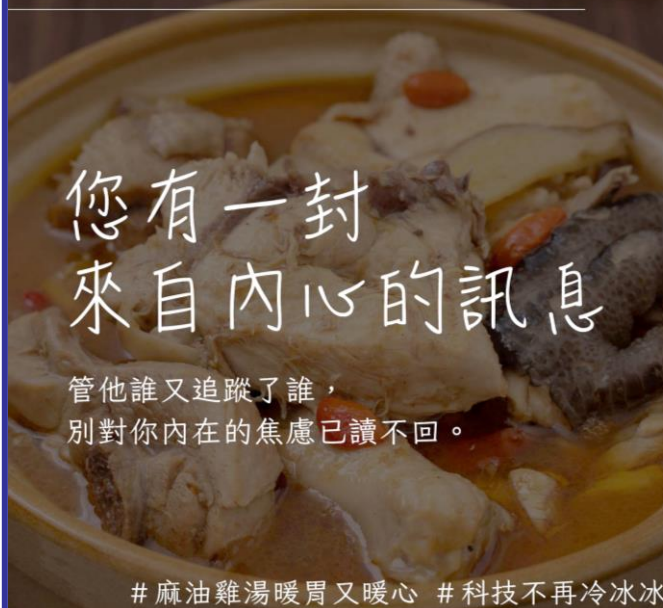 您有一封
來自內心的訊息
管他誰又追蹤了誰，
別對你內在的焦慮已讀不回。
#麻油雞湯暖胃又暖心 #科技不再冷冰冰